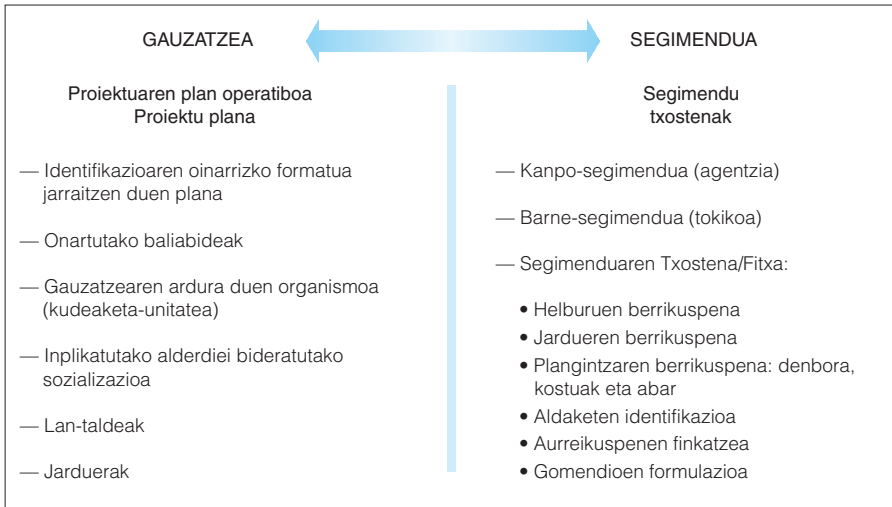 GAUZATZEA
SEGIMENDUA
Proiektuaren plan operatiboa
Proiektu plana
— Identifikazioaren oinarrizko formatua
jarraitzen duen plana
— Onartutako baliabideak
— Gauzatzearen ardura duen organismoa
(kudeaketa-unitatea)
— Inplikatutako alderdiei bideratutako
sozializazioa
— Lan-taldeak
— Jarduerak
Segimendu
txostenak
— Kanpo-segimendua (agentzia)
— Barne-segimendua (tokikoa)
— Segimenduaren Txostena/Fitxa:
• Helburuen berrikuspena
• Jardueren berrikuspena
• Plangintzaren berrikuspena: denbora,
kostuak eta abar
• Aldaketen identifikazioa
• Aurreikuspenen finkatzea
• Gomendioen formulazioa